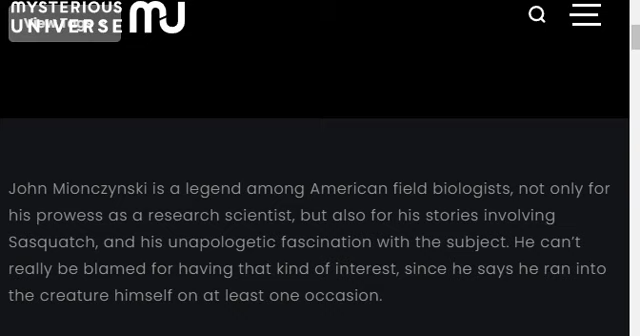 MYSTERIOUS
UNIVERSE
View Tags
John Mionczynski is a legend among American field biologists, not only for
his prowess as a research scientist, but also for his stories involving
Sasquatch, and his unapologetic fascination with the subject. He can’t
really be blamed for having that kind of interest, since he says he ran into
the creature himself on at least one occasion.